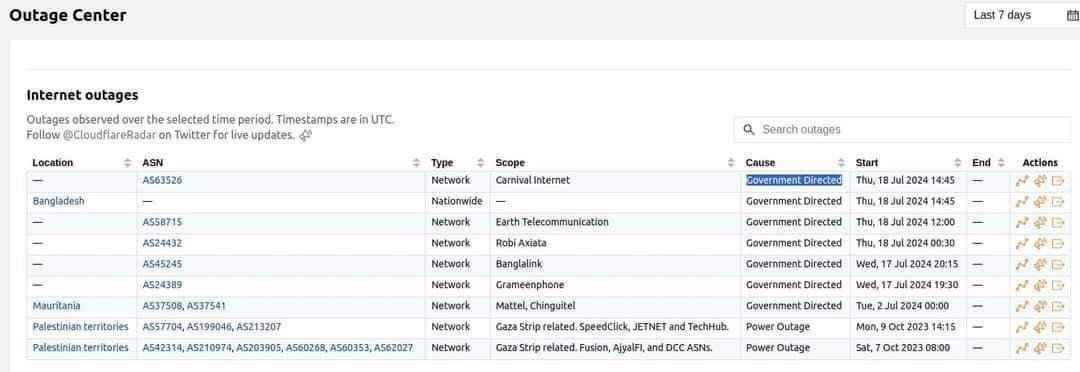 Outage Center
Last 7 days
Internet outages
Outages observed over the selected time period. Timestamps are in UTC.
Follow @CloudflareRadar on Twitter for live updates.
Search outages
Location ASN Type Scope Cause Start End Actions
— AS63526 Network Carnival Internet Government Directed Thu, 18 Jul 2024 14:45 —
Bangladesh — Nationwide — Government Directed Thu, 18 Jul 2024 14:45 —
— AS58715 Network Earth Telecommunication Government Directed Thu, 18 Jul 2024 12:00 —
— AS24432 Network Robi Axiata Government Directed Thu, 18 Jul 2024 00:30 —
— AS45245 Network Banglalink Government Directed Wed, 17 Jul 2024 20:15 —
— AS24389 Network Grameenphone Government Directed Wed, 17 Jul 2024 19:30 —
Mauritania AS37508, AS37541 Network Mattel, Chinguitel Government Directed Tue, 2 Jul 2024 00:00 —
Palestinian territories AS57704, AS199046, AS213207 Network Gaza Strip related. SpeedClick, JETNET and TechHub. Power Outage Mon, 9 Oct 2023 14:15 —
Palestinian territories AS42314, AS210974, AS203905, AS60268, AS60353, AS62027 Network Gaza Strip related. Fusion, AjyalFI, and DCC ASNs. Power Outage Sat, 7 Oct 2023 08:00 —